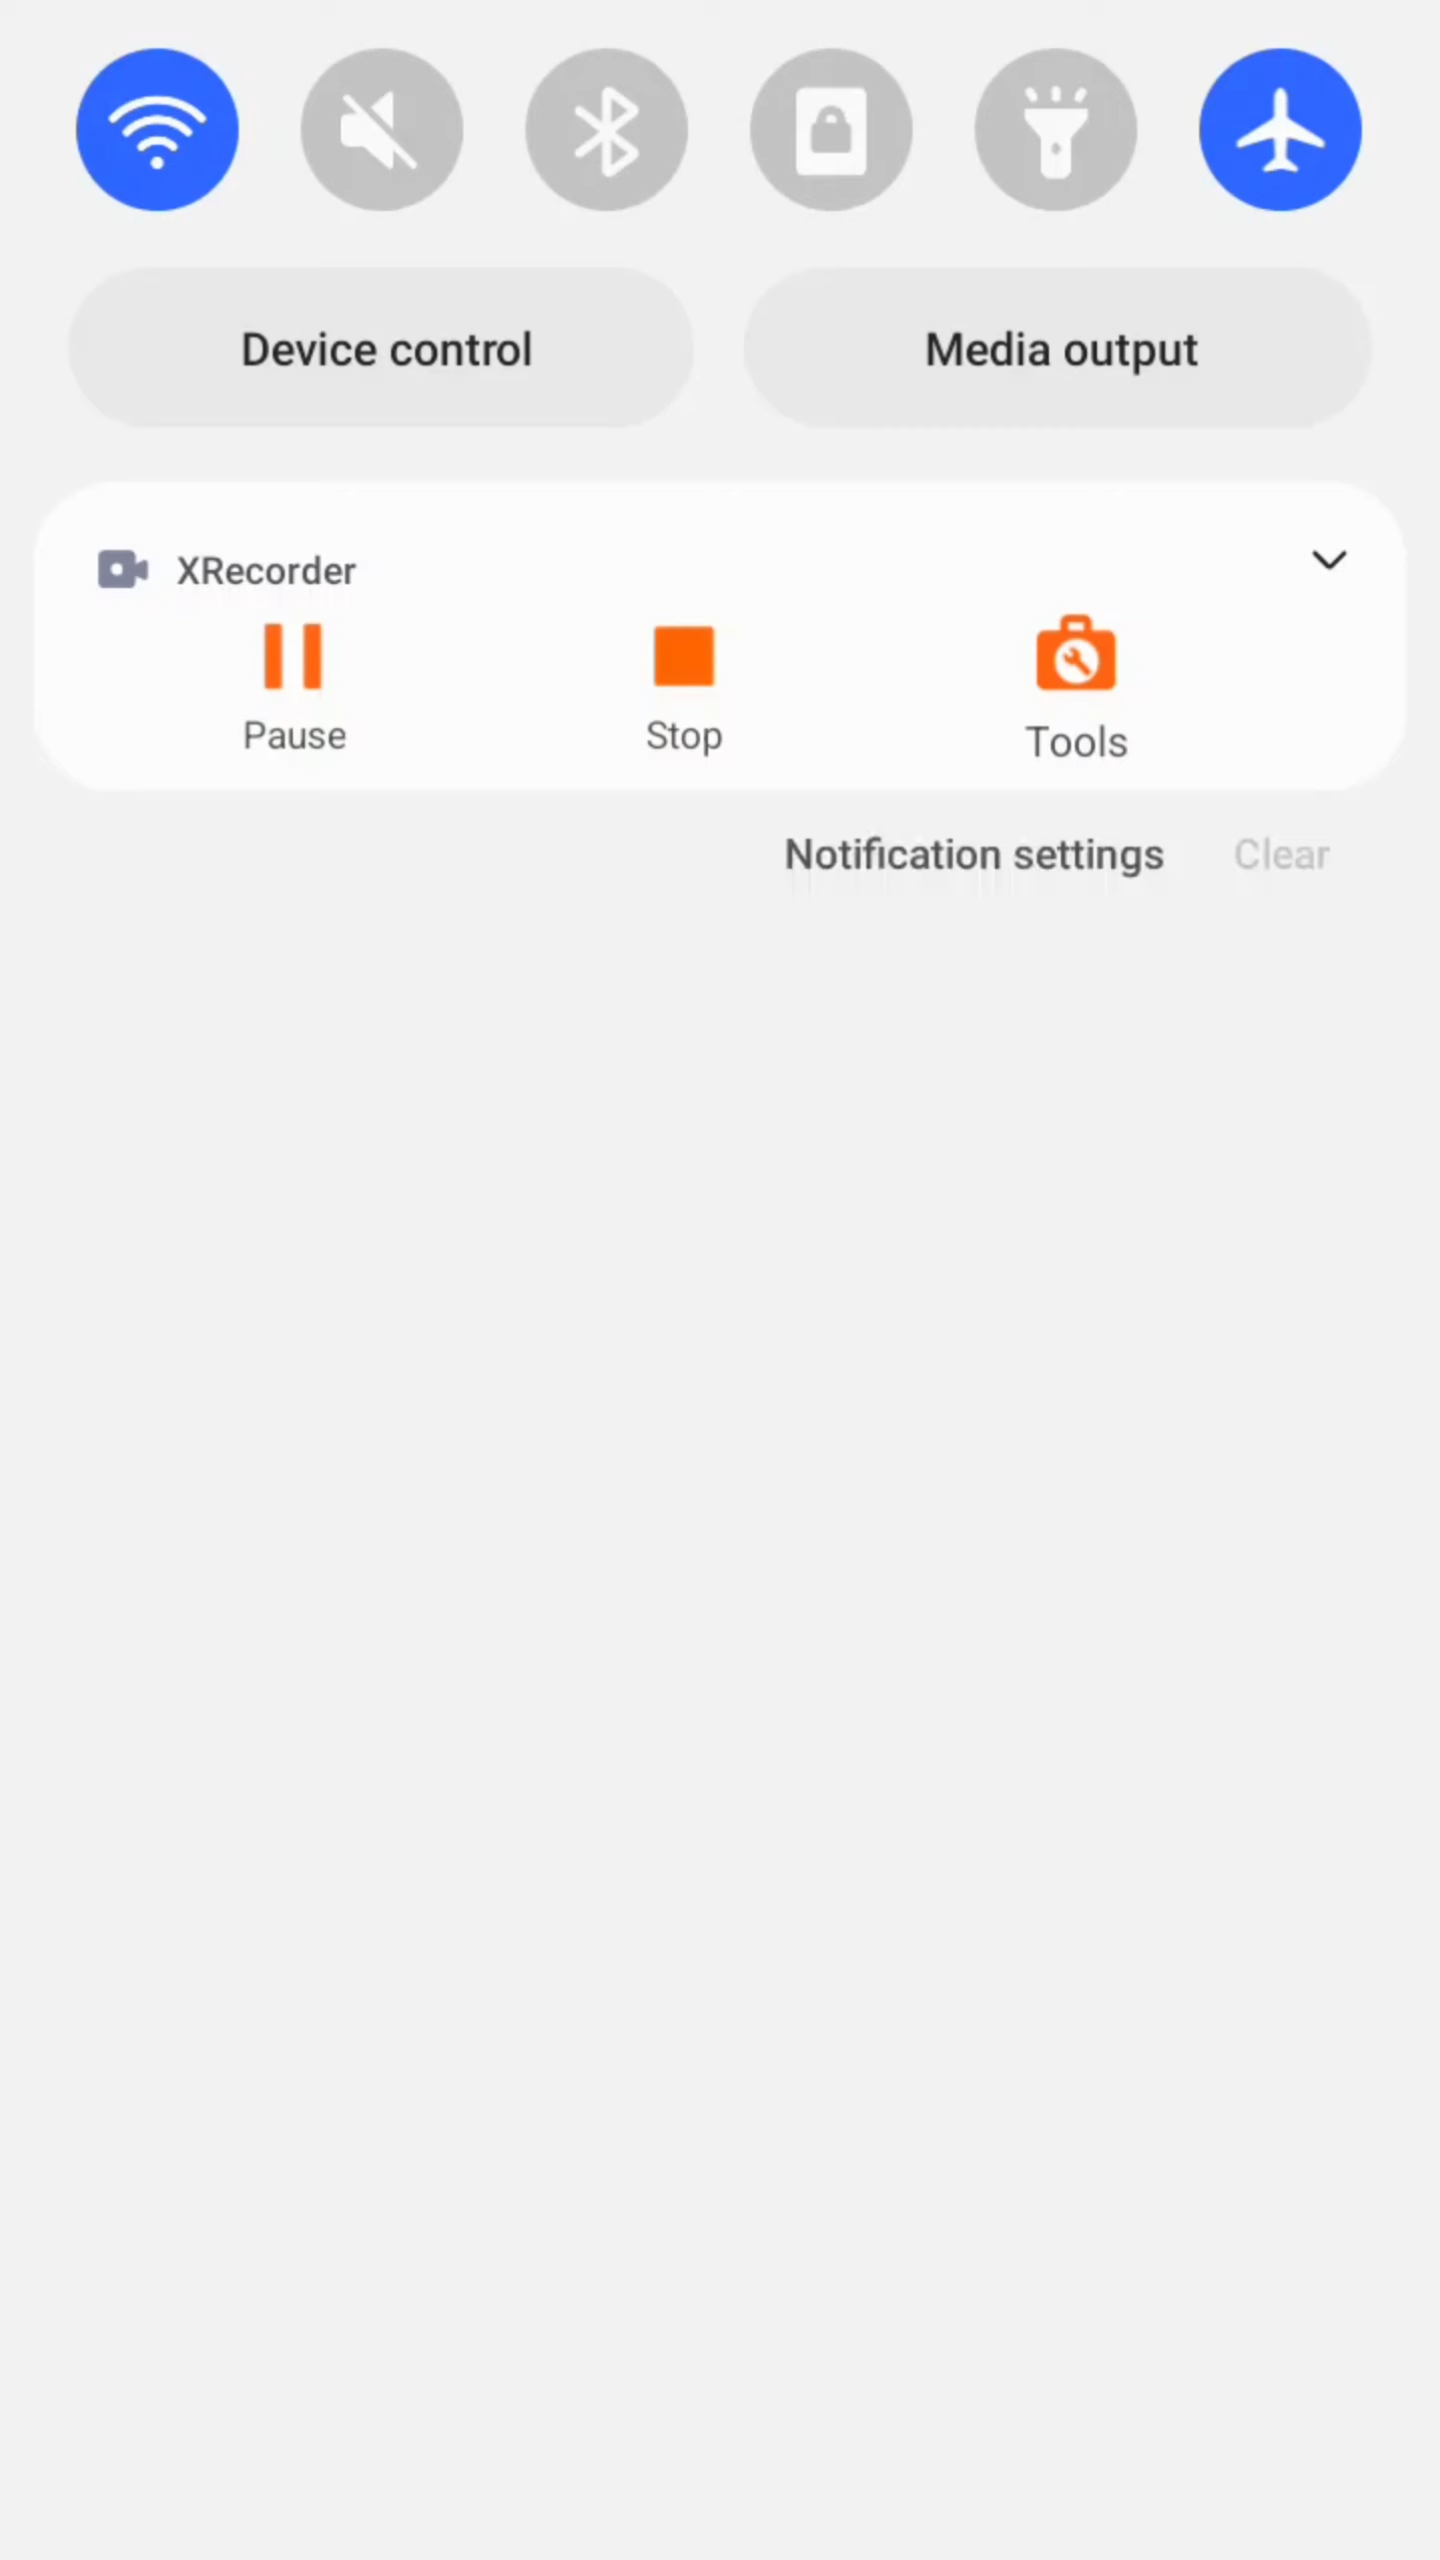 Device control
Media output
XRecorder
Pause
Stop
Tools
Notification settings
Clear